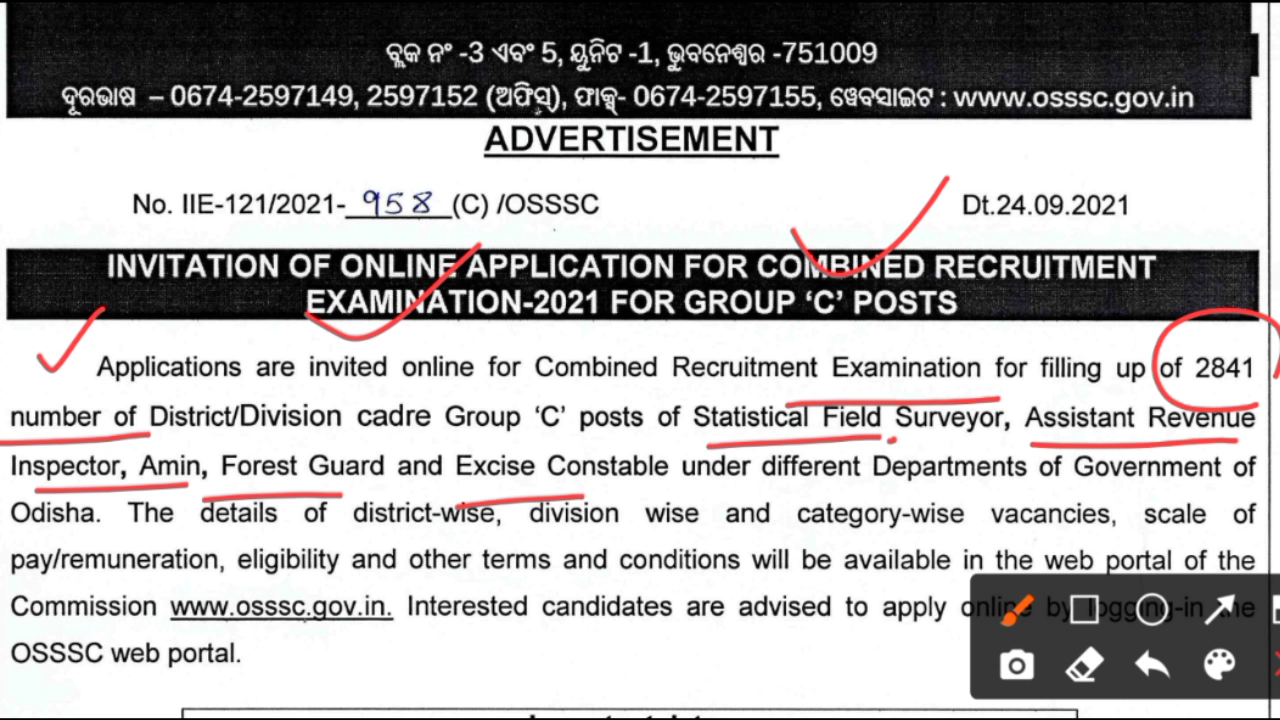 ବ୍ଲକ ନଂ -3 ଏବଂ 5, ୟୁନିଟ -1, ଭୁବନେଶ୍ୱର -751009
ଦୂରଭାଷ – 0674-2597149, 2597152 (ଅଫିସ୍), ଫାକ୍ସ- 0674-2597155, ୱେବସାଇଟ : www.osssc.gov.in
ADVERTISEMENT
No. IIE-121/2021- 958 (C) /OSSSC Dt.24.09.2021
INVITATION OF ONLINE APPLICATION FOR COMBINED RECRUITMENT
EXAMINATION-2021 FOR GROUP ‘C’ POSTS
Applications are invited online for Combined Recruitment Examination for filling up of 2841
number of District/Division cadre Group ‘C’ posts of Statistical Field Surveyor, Assistant Revenue
Inspector, Amin, Forest Guard and Excise Constable under different Departments of Government of
Odisha. The details of district-wise, division wise and category-wise vacancies, scale of
pay/remuneration, eligibility and other terms and conditions will be available in the web portal of the
Commission www.osssc.gov.in. Interested candidates are advised to apply online by logging-in the
OSSSC web portal.